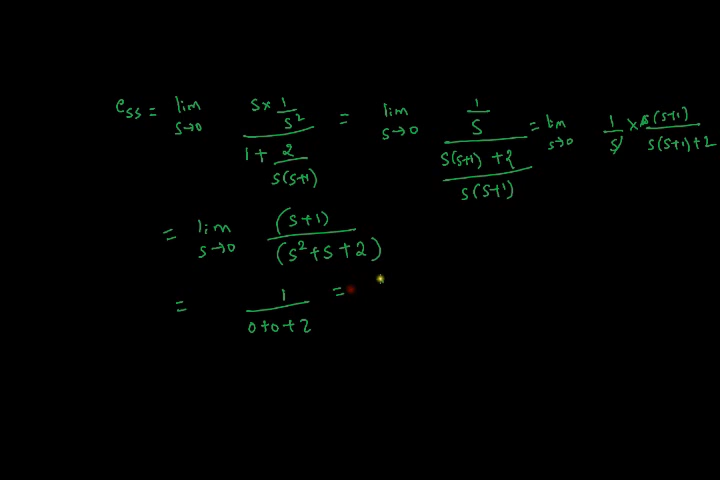 e_ss = lim s→0 (s × 1/s²) / (1 + 2/(s(s+1))) = lim s→0 (1/s) / ((s(s+1) + 2)/(s(s+1))) = lim s→0 1/s × s(s+1)/(s(s+1)+2)
= lim s→0 (s+1)/(s²+s+2)
= 1/(0+0+2) =